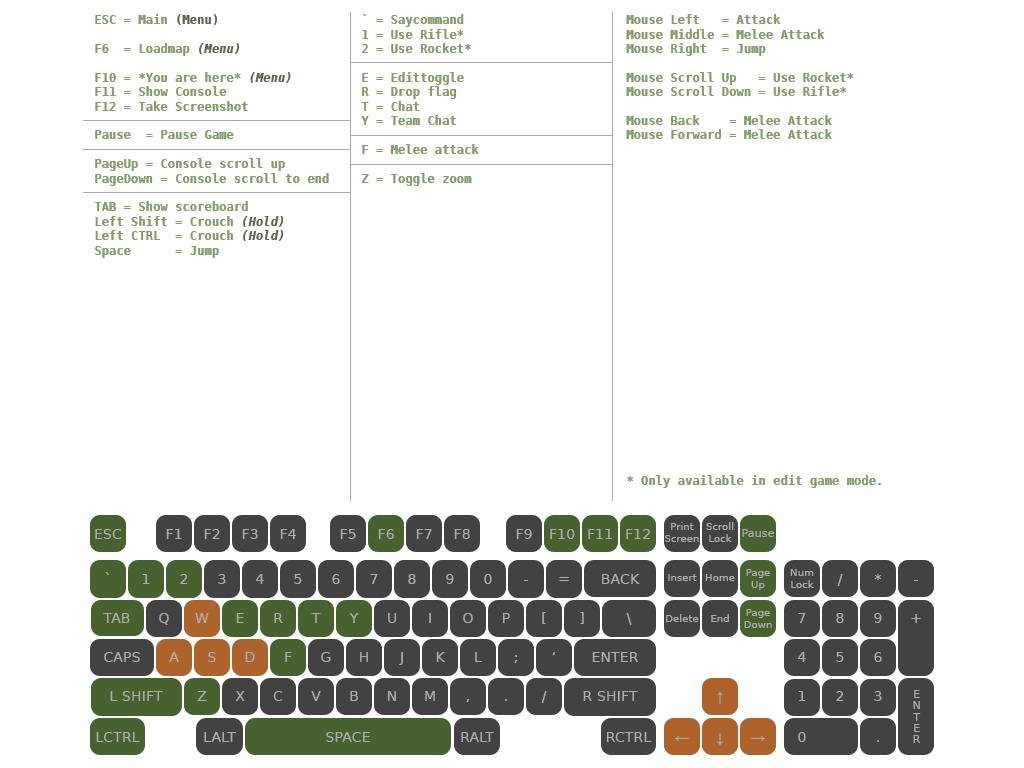 ESC = Main (Menu)
F6  = Loadmap (Menu)
F10 = *You are here* (Menu)
F11 = Show Console
F12 = Take Screenshot
Pause  = Pause Game
PageUp = Console scroll up
PageDown = Console scroll to end
TAB = Show scoreboard
Left Shift = Crouch (Hold)
Left CTRL  = Crouch (Hold)
Space      = Jump
` = Saycommand
1 = Use Rifle*
2 = Use Rocket*
E = Edittoggle
R = Drop flag
T = Chat
Y = Team Chat
F = Melee attack
Z = Toggle zoom
Mouse Left   = Attack
Mouse Middle = Melee Attack
Mouse Right  = Jump
Mouse Scroll Up   = Use Rocket*
Mouse Scroll Down = Use Rifle*
Mouse Back    = Melee Attack
Mouse Forward = Melee Attack
* Only available in edit game mode.
ESC F1 F2 F3 F4 F5 F6 F7 F8 F9 F10 F11 F12 Print Screen Scroll Lock Pause
` 1 2 3 4 5 6 7 8 9 0 - = BACK Insert Home Page Up Num Lock / * -
TAB Q W E R T Y U I O P [ ] \ Delete End Page Down 7 8 9 +
CAPS A S D F G H J K L ; ‘ ENTER 4 5 6
L SHIFT Z X C V B N M , . / R SHIFT ↑ 1 2 3 ENTER
LCTRL LALT SPACE RALT RCTRL ← ↓ → 0 .